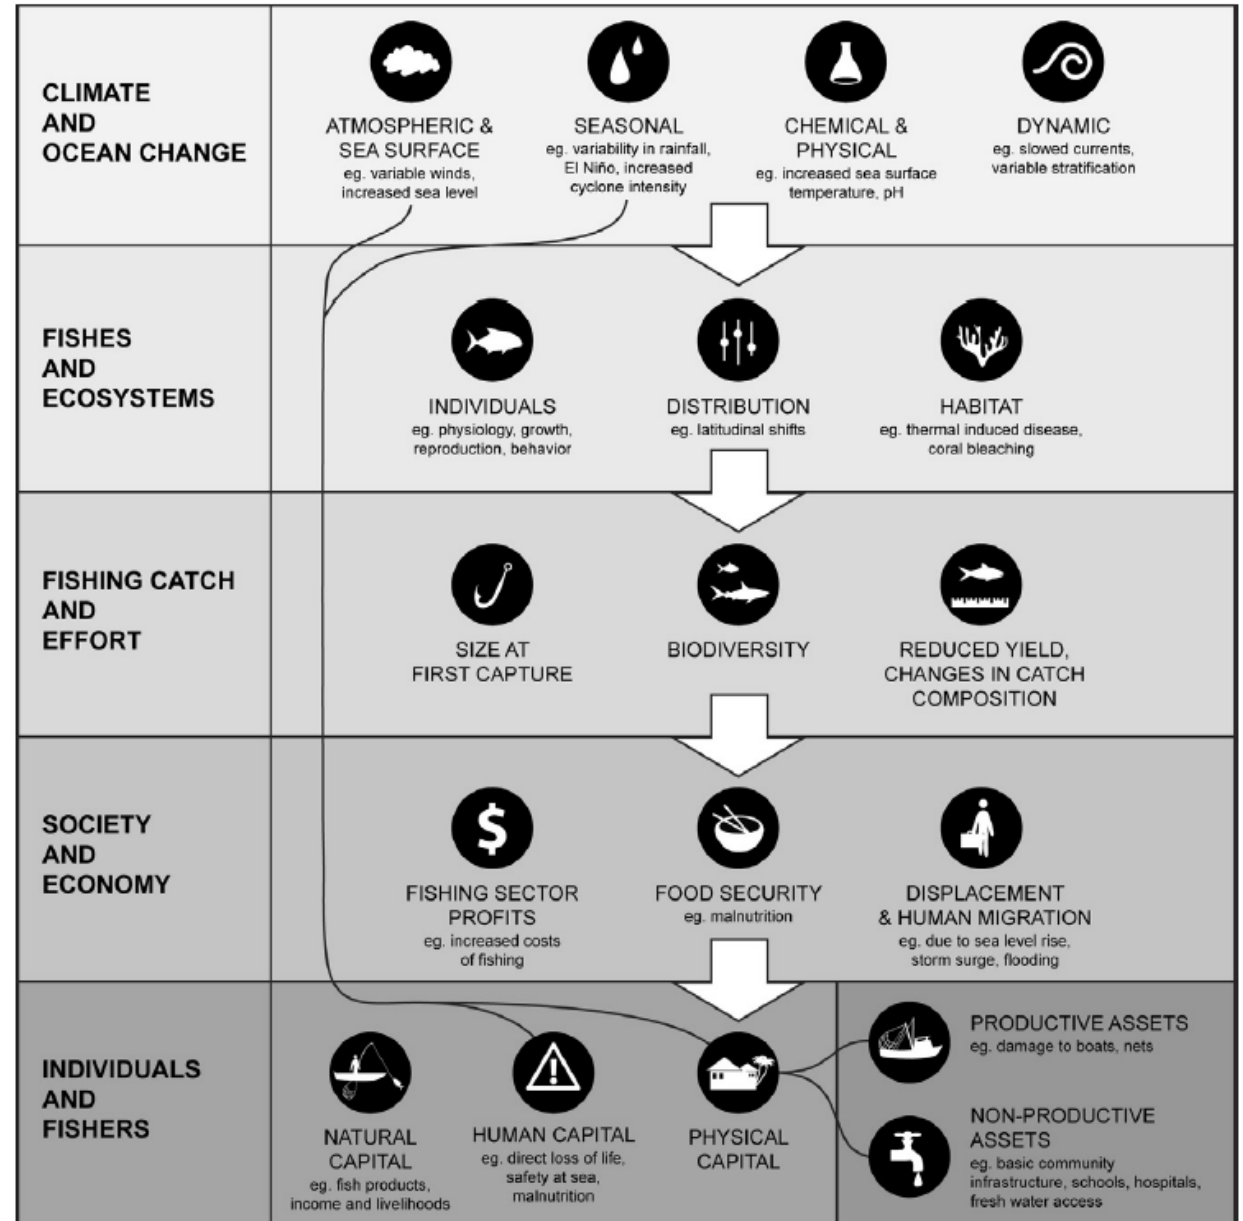 CLIMATE
AND
OCEAN CHANGE
ATMOSPHERIC &
SEA SURFACE
eg. variable winds,
increased sea level
SEASONAL
eg. variability in rainfall,
El Niño, increased
cyclone intensity
CHEMICAL &
PHYSICAL
eg. increased sea surface
temperature, pH
DYNAMIC
eg. slowed currents,
variable stratification
FISHES
AND
ECOSYSTEMS
INDIVIDUALS
eg. physiology, growth,
reproduction, behavior
DISTRIBUTION
eg. latitudinal shifts
HABITAT
eg. thermal induced disease,
coral bleaching
FISHING CATCH
AND
EFFORT
SIZE AT
FIRST CAPTURE
BIODIVERSITY
REDUCED YIELD,
CHANGES IN CATCH
COMPOSITION
SOCIETY
AND
ECONOMY
$
FISHING SECTOR
PROFITS
eg. increased costs
of fishing
FOOD SECURITY
eg. malnutrition
DISPLACEMENT
& HUMAN MIGRATION
eg. due to sea level rise,
storm surge, flooding
INDIVIDUALS
AND
FISHERS
NATURAL
CAPITAL
eg. fish products,
income and livelihoods
HUMAN CAPITAL
eg. direct loss of life,
safety at sea,
malnutrition
PHYSICAL
CAPITAL
PRODUCTIVE ASSETS
eg. damage to boats, nets
NON-PRODUCTIVE
ASSETS
eg. basic community
infrastructure, schools, hospitals,
fresh water access